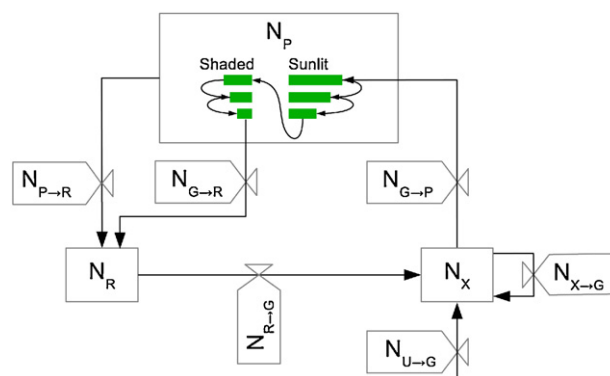 N_P
Shaded Sunlit
N_P→R
N_G→R
N_G→P
N_R
N_X
N_X→G
N_R→G
N_U→G